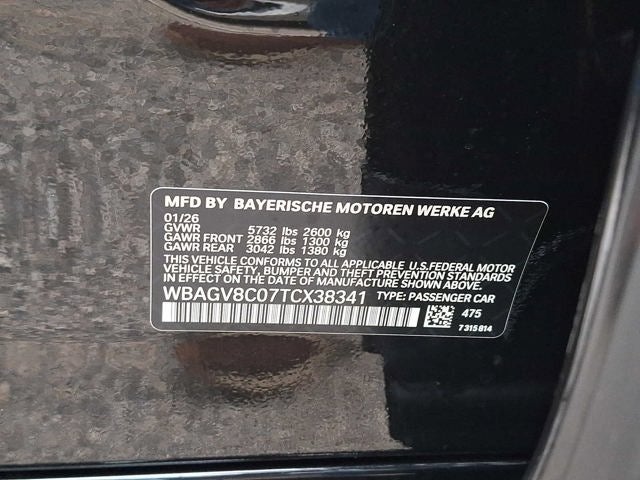 MFD BY BAYERISCHE MOTOREN WERKE AG
01/26
GVWR 5732 lbs 2600 kg
GAWR FRONT 2866 lbs 1300 kg
GAWR REAR 3042 lbs 1380 kg
THIS VEHICLE CONFORMS TO ALL APPLICABLE U.S.FEDERAL MOTOR
VEHICLE SAFETY, BUMPER AND THEFT PREVENTION STANDARDS
IN EFFECT ON THE DATE OF MANUFACTURE SHOWN ABOVE.
WBAGV8C07TCX38341 TYPE: PASSENGER CAR
475
7315814